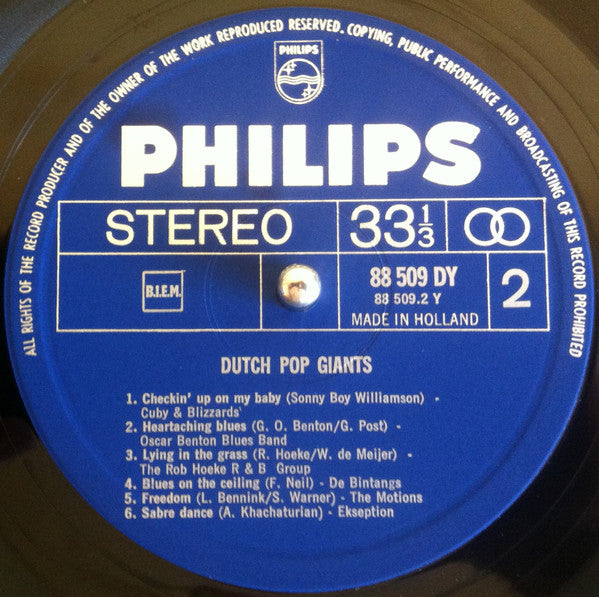 ALL RIGHTS OF THE RECORD PRODUCER AND OF THE OWNER OF THE WORK REPRODUCED RESERVED. COPYING, PUBLIC PERFORMANCE AND BROADCASTING OF THIS RECORD PROHIBITED
PHILIPS
PHILIPS
STEREO 33 1/3
B.I.E.M. 88 509 DY 2
88 509.2 Y
MADE IN HOLLAND
DUTCH POP GIANTS
1. Checkin' up on my baby (Sonny Boy Williamson) -
Cuby & Blizzards'
2. Heartaching blues (G. O. Benton/G. Post) -
Oscar Benton Blues Band
3. Lying in the grass (R. Hoeke/W. de Meijer) -
The Rob Hoeke R & B Group
4. Blues on the ceiling (F. Neil) - De Bintangs
5. Freedom (L. Bennink/S. Warner) - The Motions
6. Sabre dance (A. Khachaturian) - Ekseption